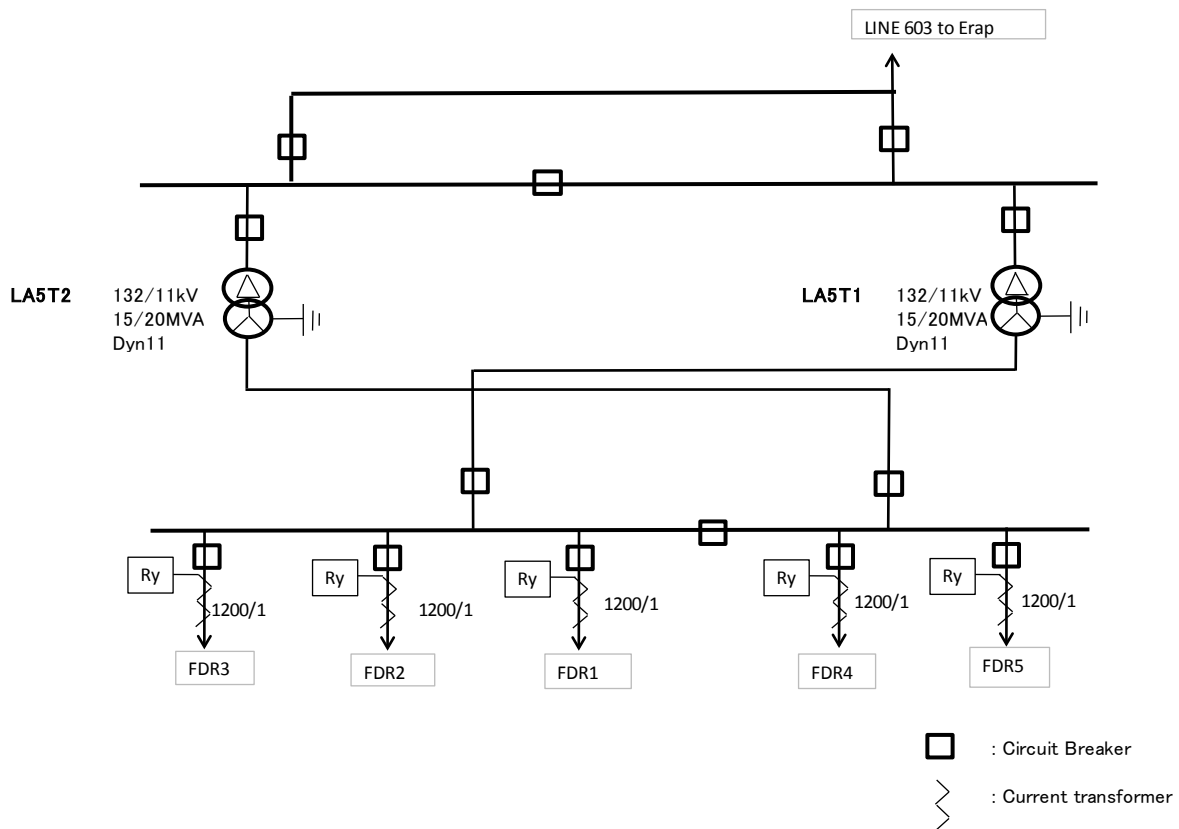 LINE 603 to Erap
LA5T2
132/11kV
15/20MVA
Dyn11
LA5T1
132/11kV
15/20MVA
Dyn11
Ry
1200/1
FDR3
Ry
1200/1
FDR2
Ry
1200/1
FDR1
Ry
1200/1
FDR4
Ry
1200/1
FDR5
: Circuit Breaker
: Current transformer